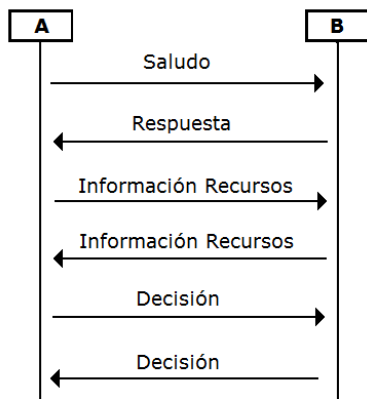 A
B
Saludo
Respuesta
Información Recursos
Información Recursos
Decisión
Decisión